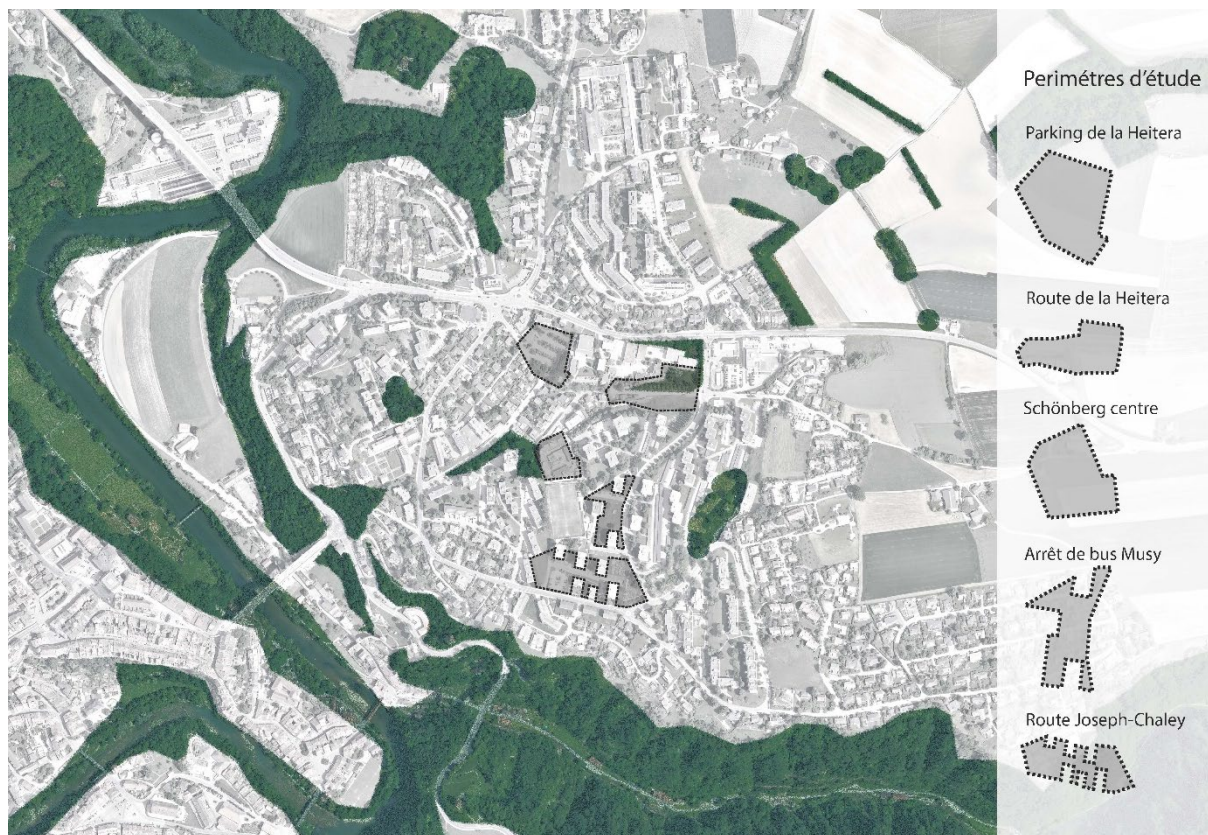 Perimétres d'étude
Parking de la Heitera
Route de la Heitera
Schönberg centre
Arrêt de bus Musy
Route Joseph-Chaley